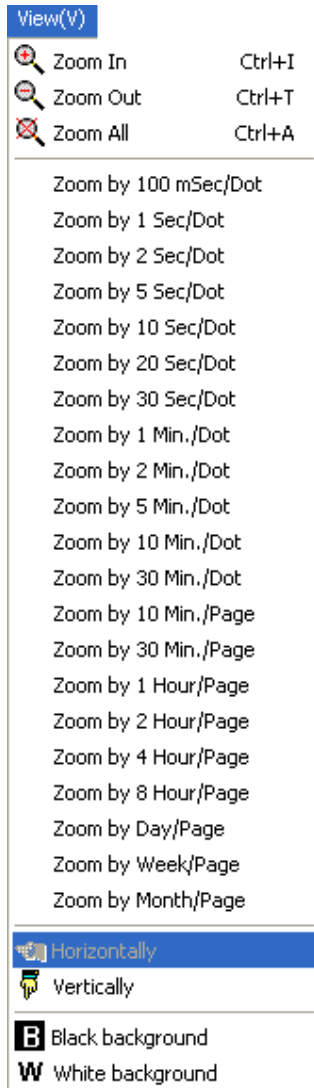 View(V)
Zoom In Ctrl+I
Zoom Out Ctrl+T
Zoom All Ctrl+A
Zoom by 100 mSec/Dot
Zoom by 1 Sec/Dot
Zoom by 2 Sec/Dot
Zoom by 5 Sec/Dot
Zoom by 10 Sec/Dot
Zoom by 20 Sec/Dot
Zoom by 30 Sec/Dot
Zoom by 1 Min./Dot
Zoom by 2 Min./Dot
Zoom by 5 Min./Dot
Zoom by 10 Min./Dot
Zoom by 30 Min./Dot
Zoom by 10 Min./Page
Zoom by 30 Min./Page
Zoom by 1 Hour/Page
Zoom by 2 Hour/Page
Zoom by 4 Hour/Page
Zoom by 8 Hour/Page
Zoom by Day/Page
Zoom by Week/Page
Zoom by Month/Page
Horizontally
Vertically
B Black background
W White background